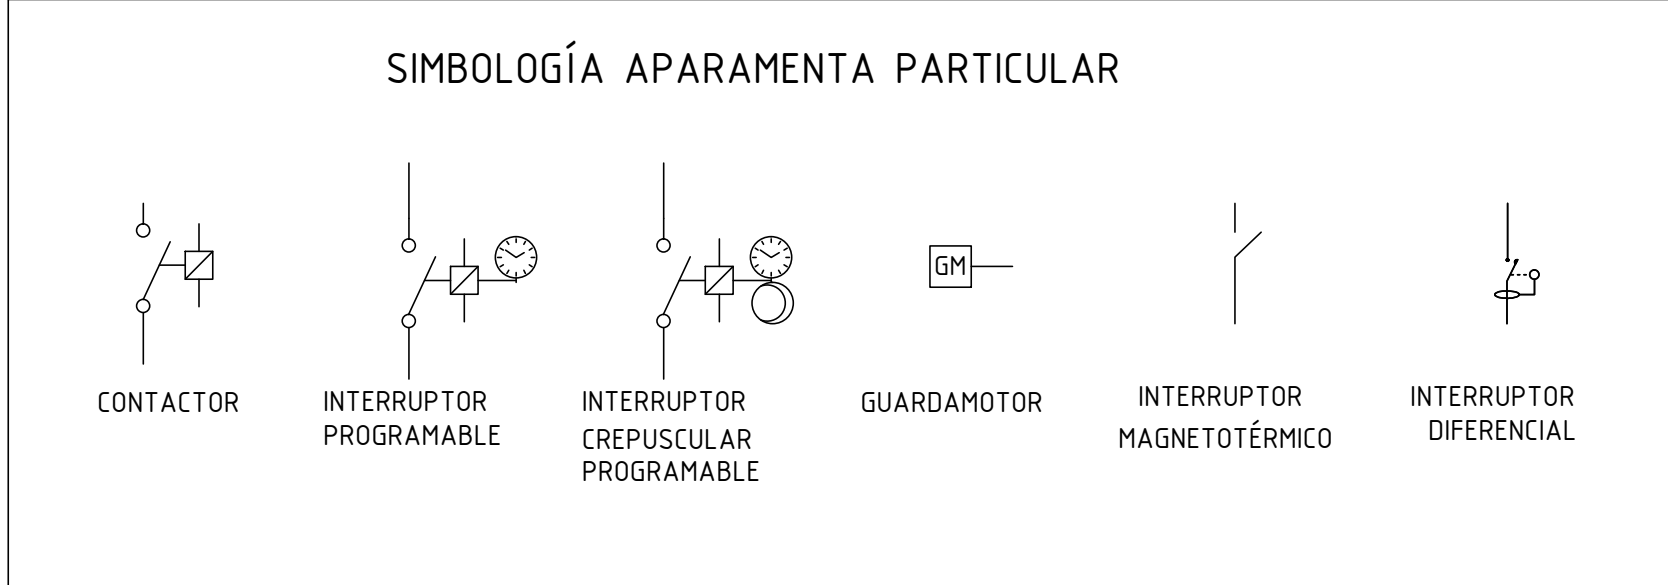 SIMBOLOGÍA APARAMENTA PARTICULAR
GM
CONTACTOR
INTERRUPTOR
PROGRAMABLE
INTERRUPTOR
CREPUSCULAR
PROGRAMABLE
GUARDAMOTOR
INTERRUPTOR
MAGNETOTÉRMICO
INTERRUPTOR
DIFERENCIAL